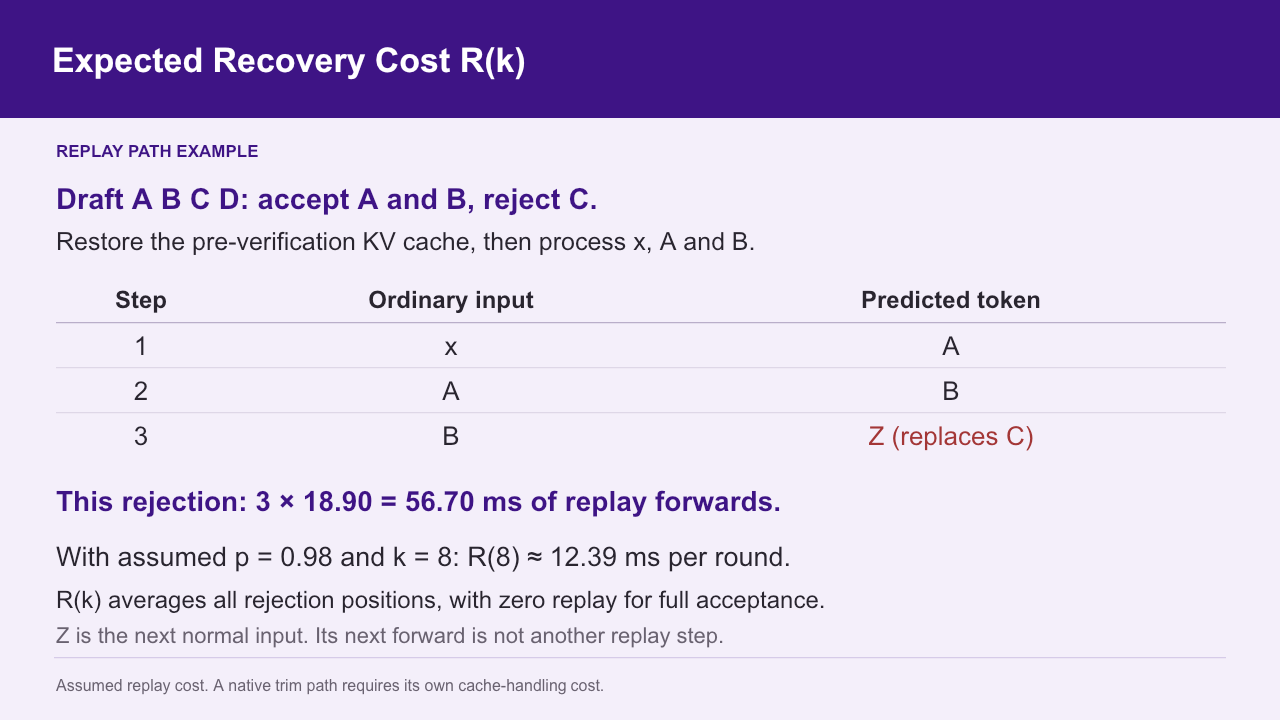 Expected Recovery Cost R(k)
REPLAY PATH EXAMPLE
Draft A B C D: accept A and B, reject C.
Restore the pre-verification KV cache, then process x, A and B.
Step Ordinary input Predicted token
1 x A
2 A B
3 B Z (replaces C)
This rejection: 3 × 18.90 = 56.70 ms of replay forwards.
With assumed p = 0.98 and k = 8: R(8) ≈ 12.39 ms per round.
R(k) averages all rejection positions, with zero replay for full acceptance.
Z is the next normal input. Its next forward is not another replay step.
Assumed replay cost. A native trim path requires its own cache-handling cost.